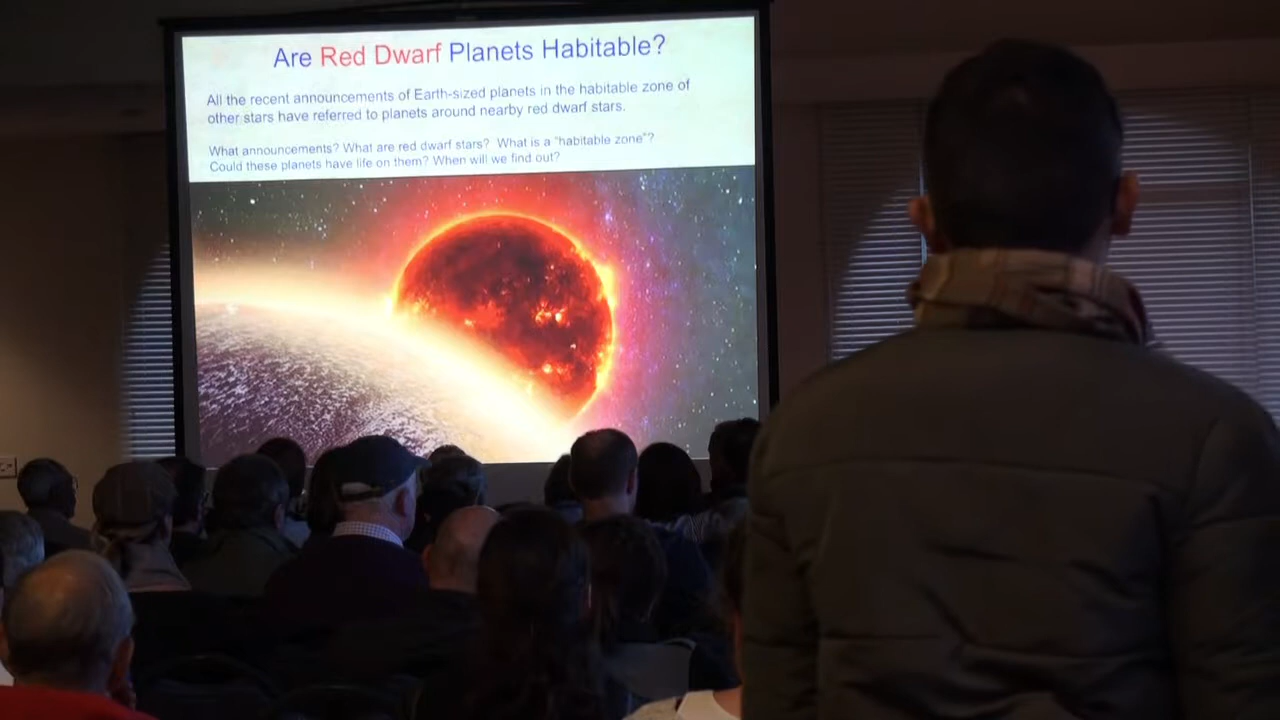 Are Red Dwarf Planets Habitable?
All the recent announcements of Earth-sized planets in the habitable zone of
other stars have referred to planets around nearby red dwarf stars.
What announcements? What are red dwarf stars? What is a "habitable zone"?
Could these planets have life on them? When will we find out?